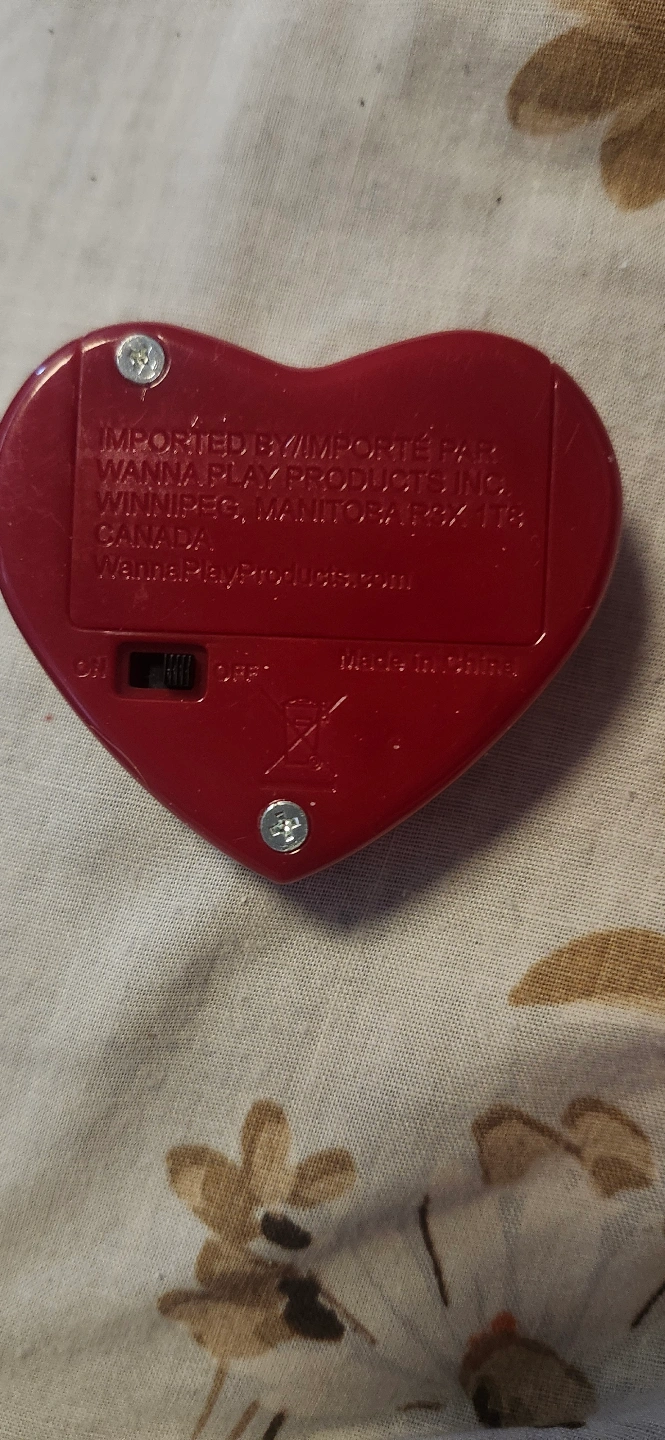 IMPORTED BY/IMPORTÉ PAR
WANNA PLAY PRODUCTS INC.
WINNIPEG, MANITOBA R3X 1T8
CANADA
WannaPlayProducts.com
ON OFF Made in China